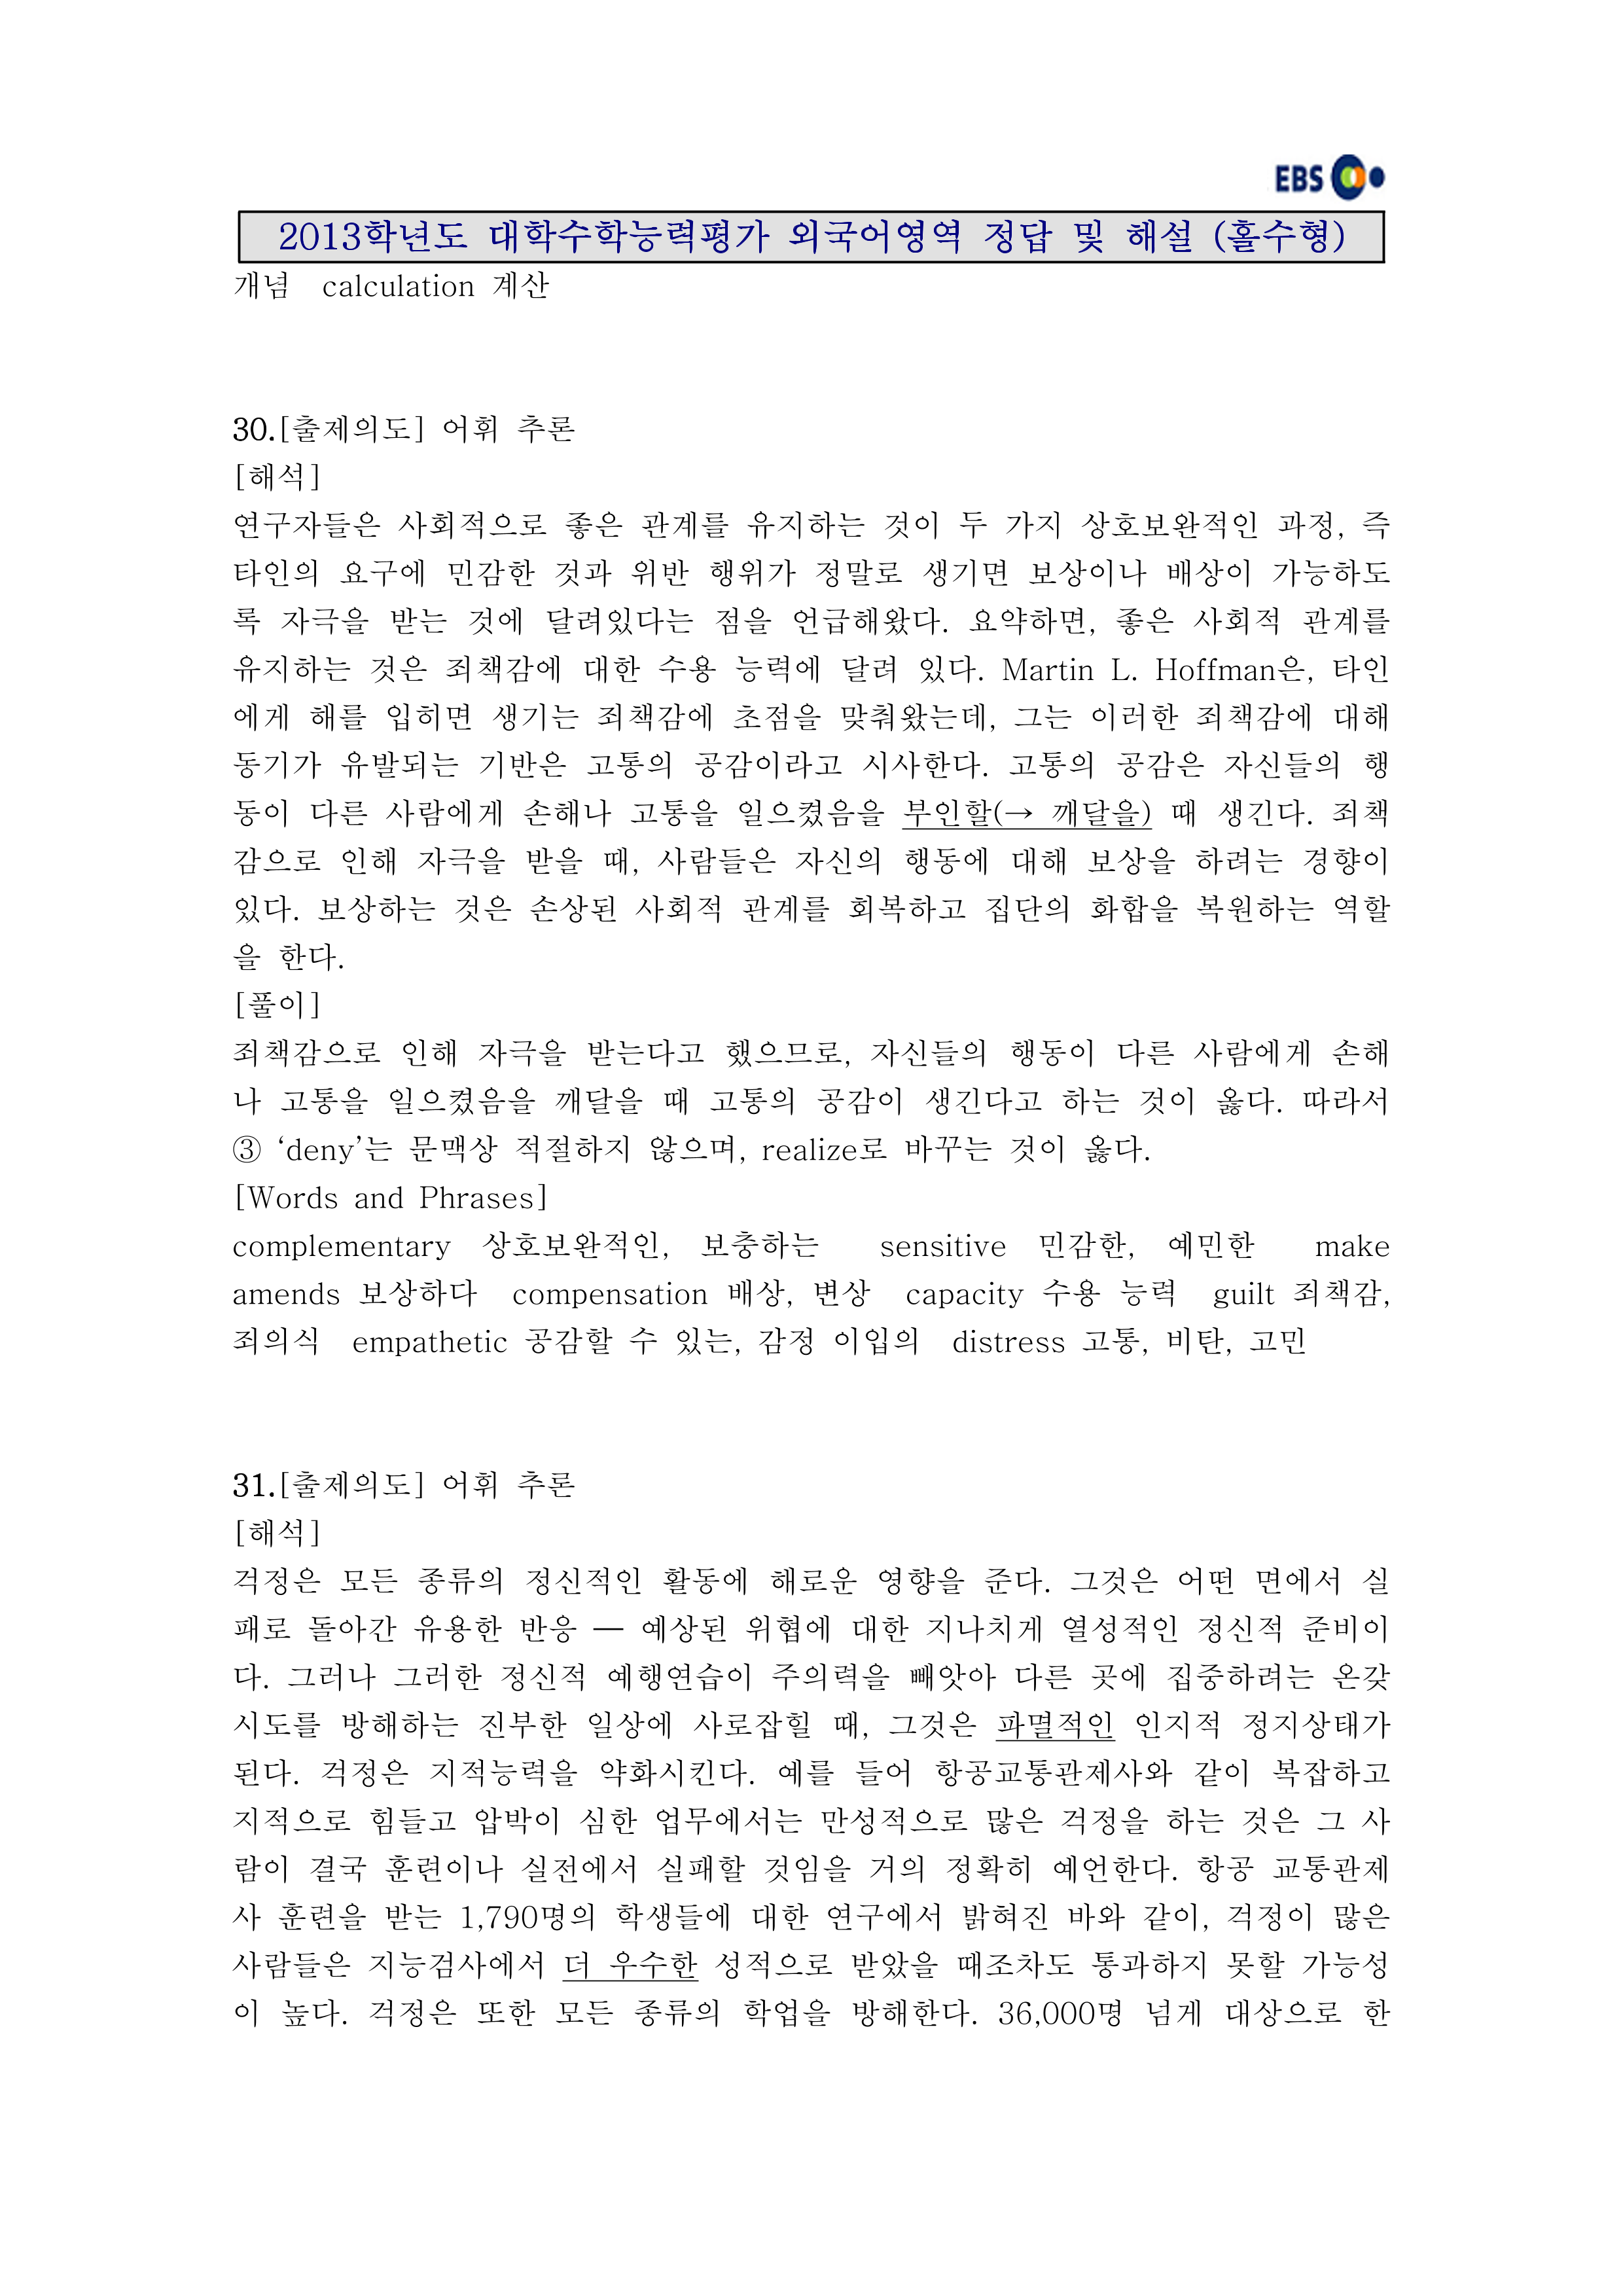 EBS
2013학년도 대학수학능력평가 외국어영역 정답 및 해설 (홀수형)
개념 calculation 계산
30.[출제의도] 어휘 추론
[해석]
연구자들은 사회적으로 좋은 관계를 유지하는 것이 두 가지 상호보완적인 과정, 즉
타인의 요구에 민감한 것과 위반 행위가 정말로 생기면 보상이나 배상이 가능하도
록 자극을 받는 것에 달려있다는 점을 언급해왔다. 요약하면, 좋은 사회적 관계를
유지하는 것은 죄책감에 대한 수용 능력에 달려 있다. Martin L. Hoffman은, 타인
에게 해를 입히면 생기는 죄책감에 초점을 맞춰왔는데, 그는 이러한 죄책감에 대해
동기가 유발되는 기반은 고통의 공감이라고 시사한다. 고통의 공감은 자신들의 행
동이 다른 사람에게 손해나 고통을 일으켰음을 부인할(→ 깨달을) 때 생긴다. 죄책
감으로 인해 자극을 받을 때, 사람들은 자신의 행동에 대해 보상을 하려는 경향이
있다. 보상하는 것은 손상된 사회적 관계를 회복하고 집단의 화합을 복원하는 역할
을 한다.
[풀이]
죄책감으로 인해 자극을 받는다고 했으므로, 자신들의 행동이 다른 사람에게 손해
나 고통을 일으켰음을 깨달을 때 고통의 공감이 생긴다고 하는 것이 옳다. 따라서
③ ‘deny’는 문맥상 적절하지 않으며, realize로 바꾸는 것이 옳다.
[Words and Phrases]
complementary 상호보완적인, 보충하는 sensitive 민감한, 예민한 make
amends 보상하다 compensation 배상, 변상 capacity 수용 능력 guilt 죄책감,
죄의식 empathetic 공감할 수 있는, 감정 이입의 distress 고통, 비탄, 고민
31.[출제의도] 어휘 추론
[해석]
걱정은 모든 종류의 정신적인 활동에 해로운 영향을 준다. 그것은 어떤 면에서 실
패로 돌아간 유용한 반응 ― 예상된 위협에 대한 지나치게 열성적인 정신적 준비이
다. 그러나 그러한 정신적 예행연습이 주의력을 빼앗아 다른 곳에 집중하려는 온갖
시도를 방해하는 진부한 일상에 사로잡힐 때, 그것은 파멸적인 인지적 정지상태가
된다. 걱정은 지적능력을 약화시킨다. 예를 들어 항공교통관제사와 같이 복잡하고
지적으로 힘들고 압박이 심한 업무에서는 만성적으로 많은 걱정을 하는 것은 그 사
람이 결국 훈련이나 실전에서 실패할 것임을 거의 정확히 예언한다. 항공 교통관제
사 훈련을 받는 1,790명의 학생들에 대한 연구에서 밝혀진 바와 같이, 걱정이 많은
사람들은 지능검사에서 더 우수한 성적으로 받았을 때조차도 통과하지 못할 가능성
이 높다. 걱정은 또한 모든 종류의 학업을 방해한다. 36,000명 넘게 대상으로 한